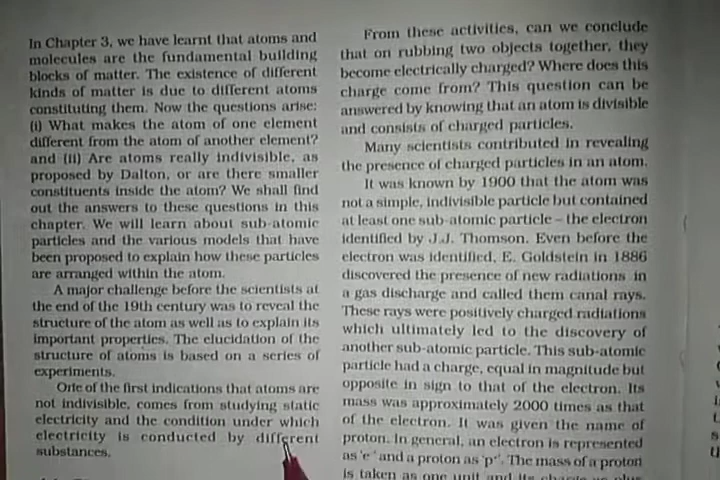 In Chapter 3, we have learnt that atoms and
molecules are the fundamental building
blocks of matter. The existence of different
kinds of matter is due to different atoms
constituting them. Now the questions arise:
(i) What makes the atom of one element
different from the atom of another element?
and (ii) Are atoms really indivisible, as
proposed by Dalton, or are there smaller
constituents inside the atom? We shall find
out the answers to these questions in this
chapter. We will learn about sub-atomic
particles and the various models that have
been proposed to explain how these particles
are arranged within the atom.
A major challenge before the scientists at
the end of the 19th century was to reveal the
structure of the atom as well as to explain its
important properties. The elucidation of the
structure of atoms is based on a series of
experiments.
One of the first indications that atoms are
not indivisible, comes from studying static
electricity and the condition under which
electricity is conducted by different
substances.
From these activities, can we conclude
that on rubbing two objects together, they
become electrically charged? Where does this
charge come from? This question can be
answered by knowing that an atom is divisible
and consists of charged particles.
Many scientists contributed in revealing
the presence of charged particles in an atom.
It was known by 1900 that the atom was
not a simple, indivisible particle but contained
at least one sub-atomic particle – the electron
identified by J.J. Thomson. Even before the
electron was identified, E. Goldstein in 1886
discovered the presence of new radiations in
a gas discharge and called them canal rays.
These rays were positively charged radiations
which ultimately led to the discovery of
another sub-atomic particle. This sub-atomic
particle had a charge, equal in magnitude but
opposite in sign to that of the electron. Its
mass was approximately 2000 times as that
of the electron. It was given the name of
proton. In general, an electron is represented
as 'e⁻' and a proton as 'p⁺'. The mass of a proton
is taken as one unit and its charge as plus